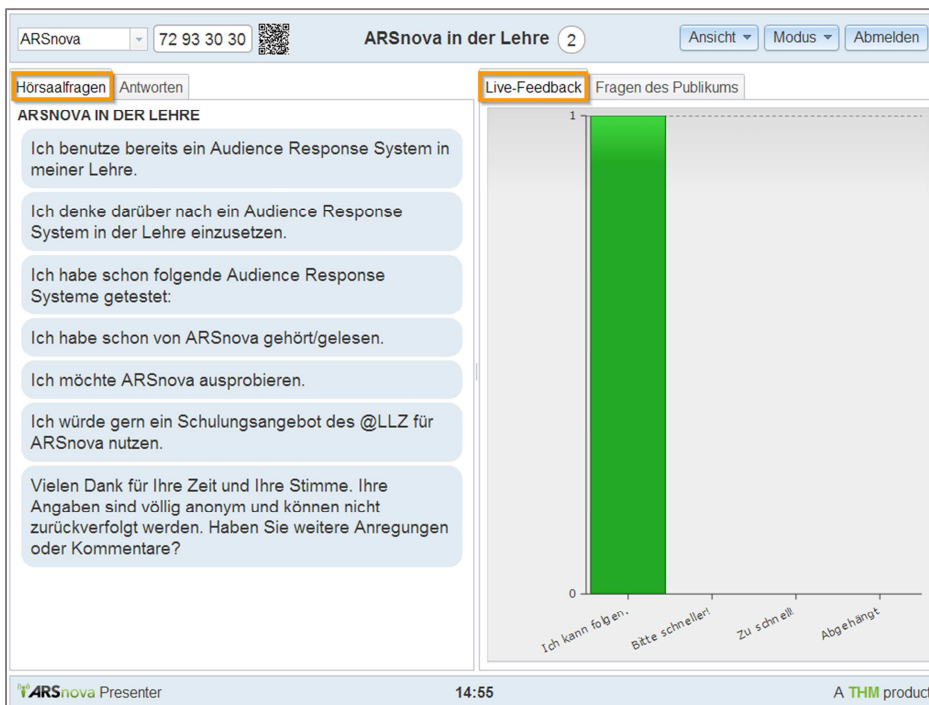 ARSnova
72 93 30 30
ARSnova in der Lehre 2
Ansicht
Modus
Abmelden
Hörsaalfragen
Antworten
Live-Feedback
Fragen des Publikums
ARSNOVA IN DER LEHRE
Ich benutze bereits ein Audience Response System in
meiner Lehre.
Ich denke darüber nach ein Audience Response
System in der Lehre einzusetzen.
Ich habe schon folgende Audience Response
Systeme getestet:
Ich habe schon von ARSnova gehört/gelesen.
Ich möchte ARSnova ausprobieren.
Ich würde gern ein Schulungsangebot des @LLZ für
ARSnova nutzen.
Vielen Dank für Ihre Zeit und Ihre Stimme. Ihre
Angaben sind völlig anonym und können nicht
zurückverfolgt werden. Haben Sie weitere Anregungen
oder Kommentare?
1
0
Ich kann folgen.
Bitte schneller!
Zu schnell!
Abgehängt
ARSnova Presenter
14:55
A THM product